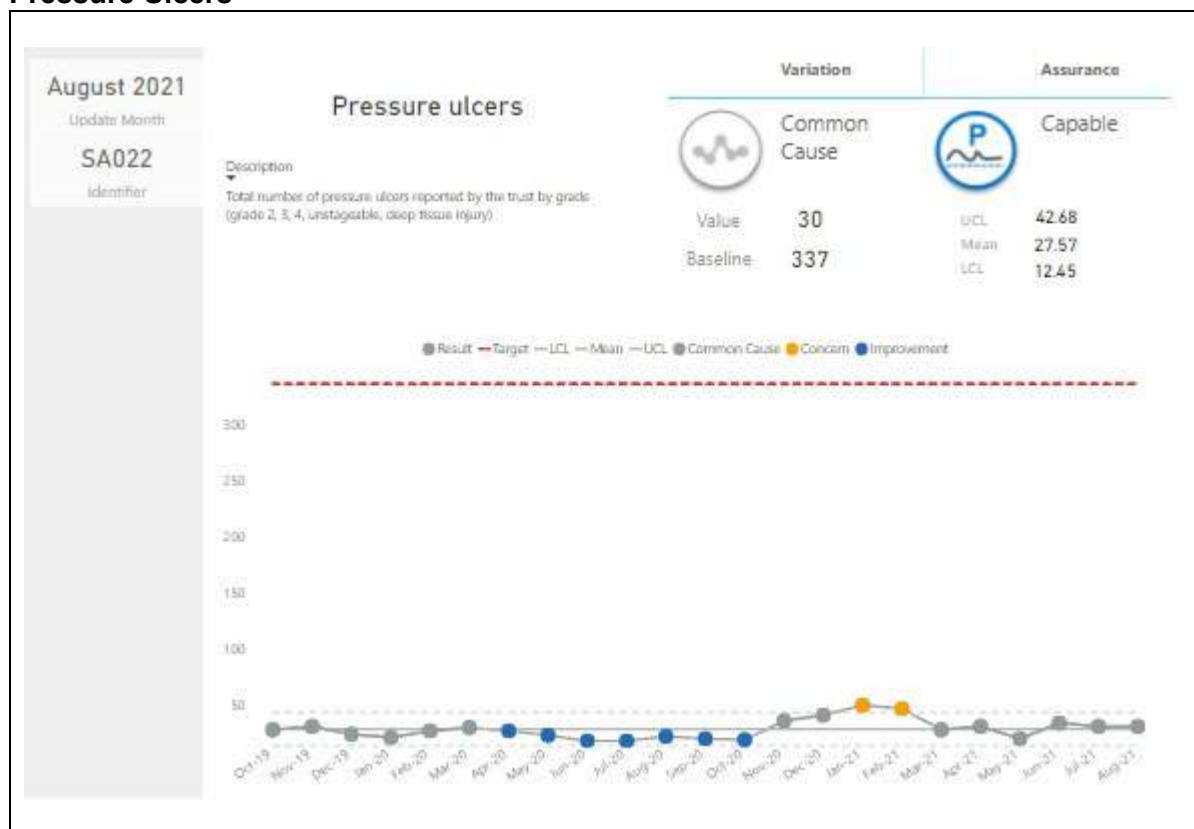 Pressure Ulcers
August 2021
Update Month
SA022
Identifier
Pressure ulcers
Description
Total number of pressure ulcers reported by the trust by grade
(grade 2, 3, 4, unstageable, deep tissue injury)
Variation
Assurance
Common
Cause
P
Capable
Value 30
Baseline 337
UCL 42.68
Mean 27.57
LCL 12.45
Result Target LCL Mean UCL Common Cause Concern Improvement
300
250
200
150
100
50
Oct-19 Nov-19 Dec-19 Jan-20 Feb-20 Mar-20 Apr-20 May-20 Jun-20 Jul-20 Aug-20 Sep-20 Oct-20 Nov-20 Dec-20 Jan-21 Feb-21 Mar-21 Apr-21 May-21 Jun-21 Jul-21 Aug-21